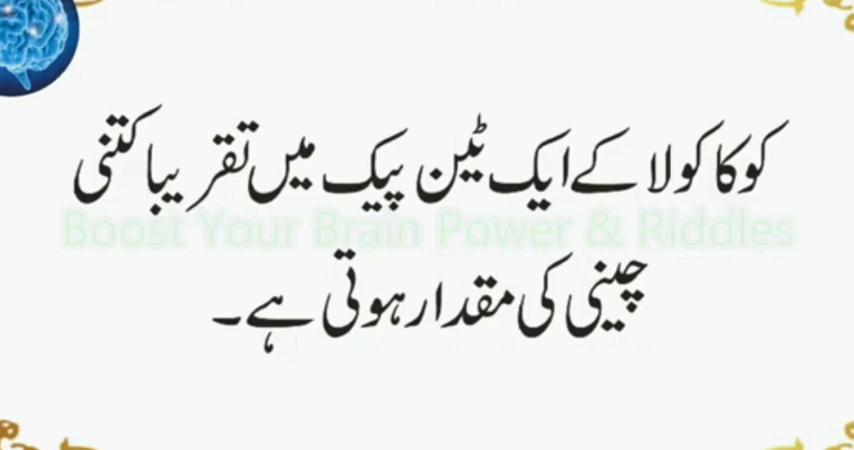 کوکا کولا کے ایک ٹین پیک میں تقریبا کتنی
Boost Your Brain Power & Riddles
چینی کی مقدار ہوتی ہے۔